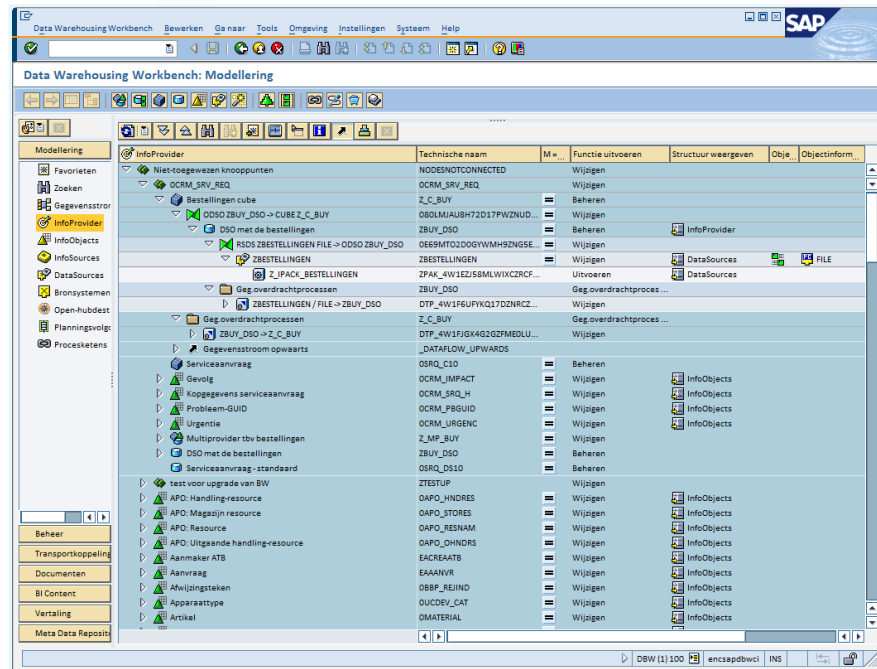 Data Warehousing Workbench Bewerken Ga naar Tools Omgeving Instellingen Systeem Help
SAP
Data Warehousing Workbench: Modellering
Modellering
Favorieten
Zoeken
Gegevensstror
InfoProvider
InfoObjects
InfoSources
DataSources
Bronsystemen
Open-hubdest
Planningsvolgo
Procesketens
Beheer
Transportkoppeling
Documenten
BI Content
Vertaling
Meta Data Reposito
InfoProvider Technische naam M = ... Functie uitvoeren Structuur weergeven Obje... Objectinform...
Niet-toegewezen knooppunten NODESNOTCONNECTED Wijzigen
0CRM_SRV_REQ 0CRM_SRV_REQ Wijzigen
Bestellingen cube Z_C_BUY = Beheren
ODSO ZBUY_DSO -> CUBE Z_C_BUY 080LMJAU8H72D17PWZNUD... = Wijzigen
DSO met de bestellingen ZBUY_DSO = Beheren InfoProvider
RSDS ZBESTELLINGEN FILE -> ODSO ZBUY_DSO 0E69MTO2D0GYWMH9ZNGSE... = Wijzigen
ZBESTELLINGEN ZBESTELLINGEN = Wijzigen DataSources FILE
Z_IPACK_BESTELLINGEN ZPAK_4W1EZJ58MLWIXCZRCF... Uitvoeren DataSources
Geg.overdrachtprocessen ZBUY_DSO Geg.overdrachtproces ...
ZBESTELLINGEN / FILE -> ZBUY_DSO DTP_4W1F6UFYKQ17DZNRCZ... Wijzigen
Geg.overdrachtprocessen Z_C_BUY Geg.overdrachtproces ...
ZBUY_DSO -> Z_C_BUY DTP_4W1FJGX4G2GZFME0LU... Wijzigen
Gegevensstroom opwaarts _DATAFLOW_UPWARDS
Serviceaanvraag 0SRQ_C10 = Beheren
Gevolg 0CRM_IMPACT = Wijzigen InfoObjects
Kopgegevens serviceaanvraag 0CRM_SRQ_H = Wijzigen InfoObjects
Probleem-GUID 0CRM_PBGUID = Wijzigen InfoObjects
Urgentie 0CRM_URGENC = Wijzigen InfoObjects
Multiprovider tbv bestellingen Z_MP_BUY = Wijzigen
DSO met de bestellingen ZBUY_DSO = Beheren
Serviceaanvraag - standaard 0SRQ_DS10 = Beheren
test voor upgrade van BW ZTESTUP Wijzigen
APO: Handling-resource 0APO_HNDRES = Wijzigen InfoObjects
APO: Magazijn resource 0APO_STORES = Wijzigen InfoObjects
APO: Resource 0APO_RESNAM = Wijzigen InfoObjects
APO: Uitgaande handling-resource 0APO_OHNDRS = Wijzigen InfoObjects
Aanmaker ATB EACREAATB = Wijzigen InfoObjects
Aanvraag EAAANVR = Wijzigen InfoObjects
Afwijzingsteken 0BBP_REJIND = Wijzigen InfoObjects
Apparaattype 0UCDEV_CAT = Wijzigen InfoObjects
Artikel 0MATERIAL = Wijzigen InfoObjects
DBW (1) 100 encsapdbwci INS